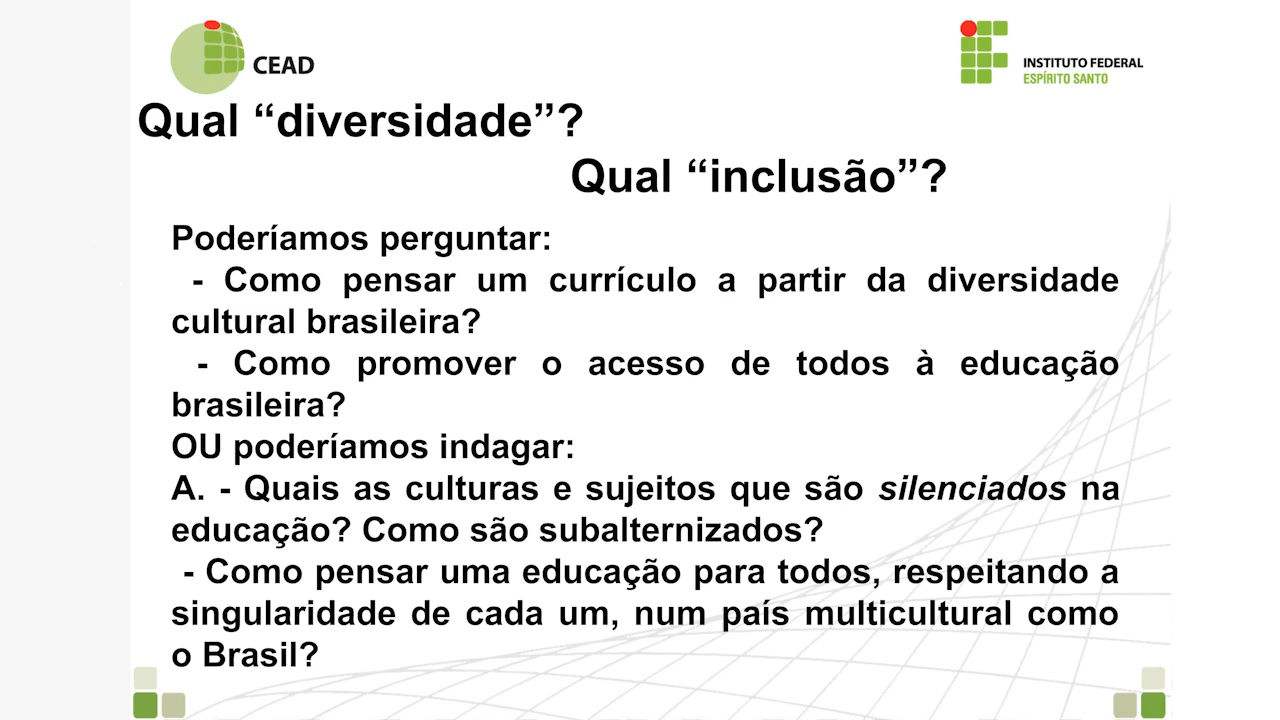 CEAD
INSTITUTO FEDERAL
ESPÍRITO SANTO
Qual “diversidade”?
Qual “inclusão”?
Poderíamos perguntar:
- Como pensar um currículo a partir da diversidade
cultural brasileira?
- Como promover o acesso de todos à educação
brasileira?
OU poderíamos indagar:
A. - Quais as culturas e sujeitos que são silenciados na
educação? Como são subalternizados?
- Como pensar uma educação para todos, respeitando a
singularidade de cada um, num país multicultural como
o Brasil?